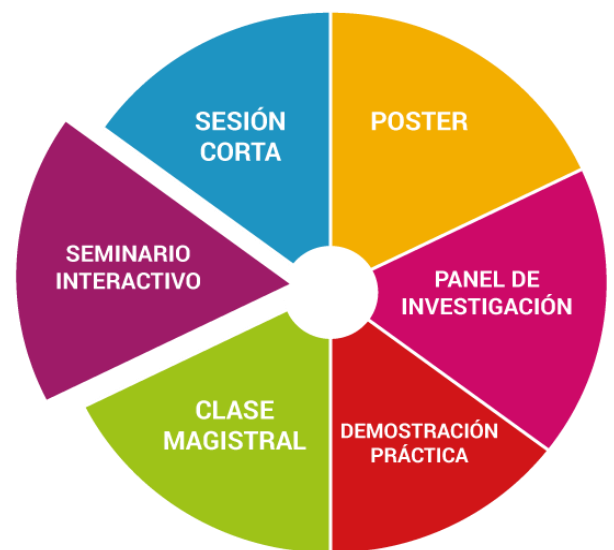 SESIÓN
CORTA
POSTER
SEMINARIO
INTERACTIVO
PANEL DE
INVESTIGACIÓN
CLASE
MAGISTRAL
DEMOSTRACIÓN
PRÁCTICA